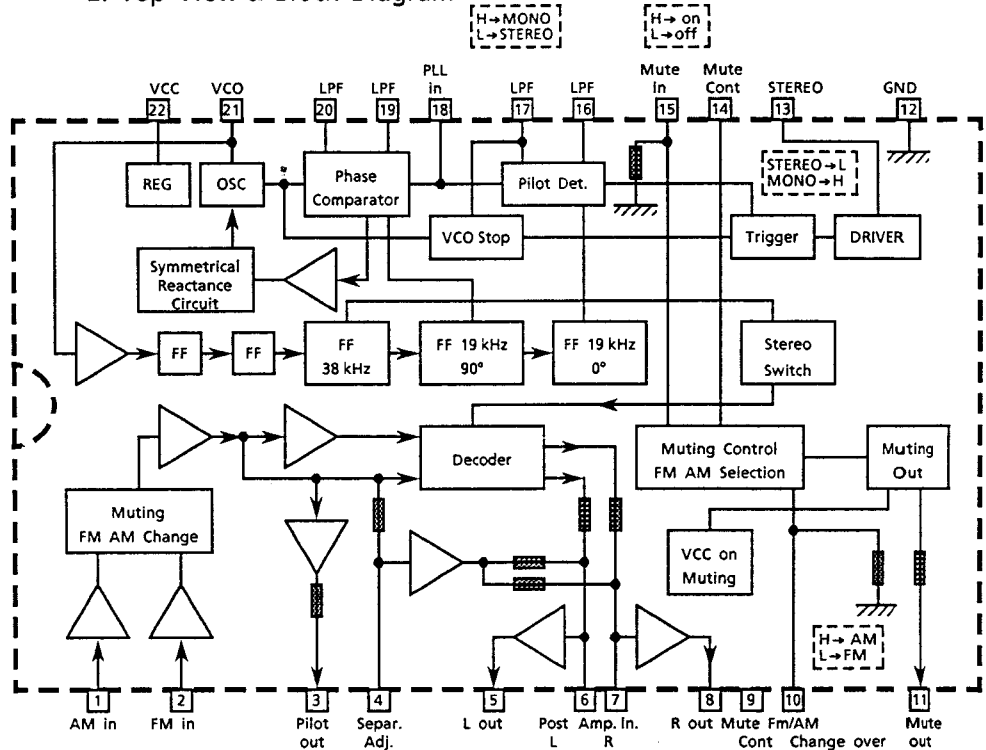 2. Top View & Block Diagram
H→MONO
L→STEREO
H→on
L→off
VCC
VCO
LPF
LPF
PLL
in
LPF
LPF
Mute
In
Mute
Cont
STEREO
GND
22
21
20
19
18
17
16
15
14
13
12
REG
OSC
Phase
Comparator
Pilot Det.
STEREO→L
MONO→H
VCO Stop
Trigger
DRIVER
Symmetrical
Reactance
Circuit
FF
FF
FF
38 kHz
FF 19 kHz
90°
FF 19 kHz
0°
Stereo
Switch
Decoder
Muting Control
FM AM Selection
Muting
Out
Muting
FM AM Change
VCC on
Muting
H→AM
L→FM
1
2
3
4
5
6
7
8
9
10
11
AM in
FM in
Pilot
out
Separ.
Adj.
L out
Post Amp. In.
L R
R out
Mute
Cont
Fm/AM
Change over
Mute
out